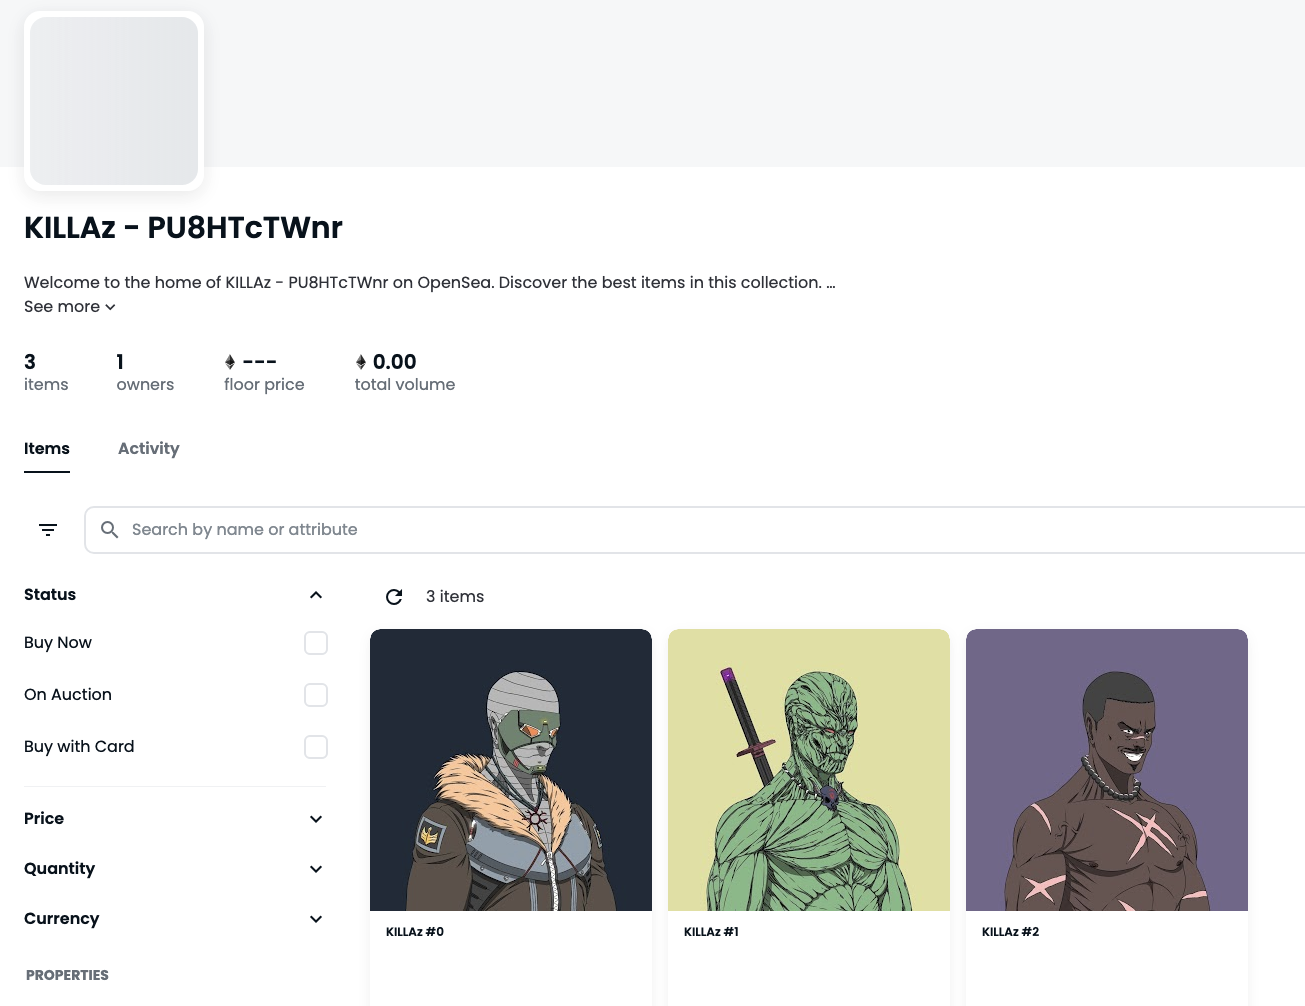 KILLAz - PU8HTcTWnr
Welcome to the home of KILLAz - PU8HTcTWnr on OpenSea. Discover the best items in this collection. ...
See more
3 items
1 owners
--- floor price
0.00 total volume
Items Activity
Search by name or attribute
Status
3 items
Buy Now
On Auction
Buy with Card
Price
Quantity
Currency
PROPERTIES
KILLAz #0
KILLAz #1
KILLAz #2